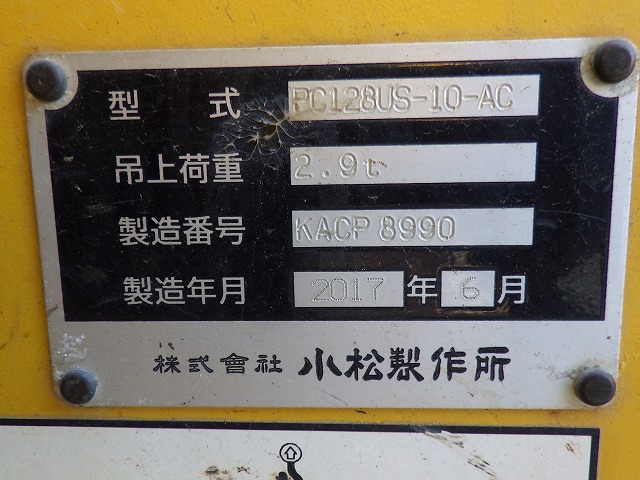 型式 PC128US-10-AC
吊上荷重 2.9t
製造番号 KACP 8990
製造年月 2017 年 6 月
株式會社 小松製作所